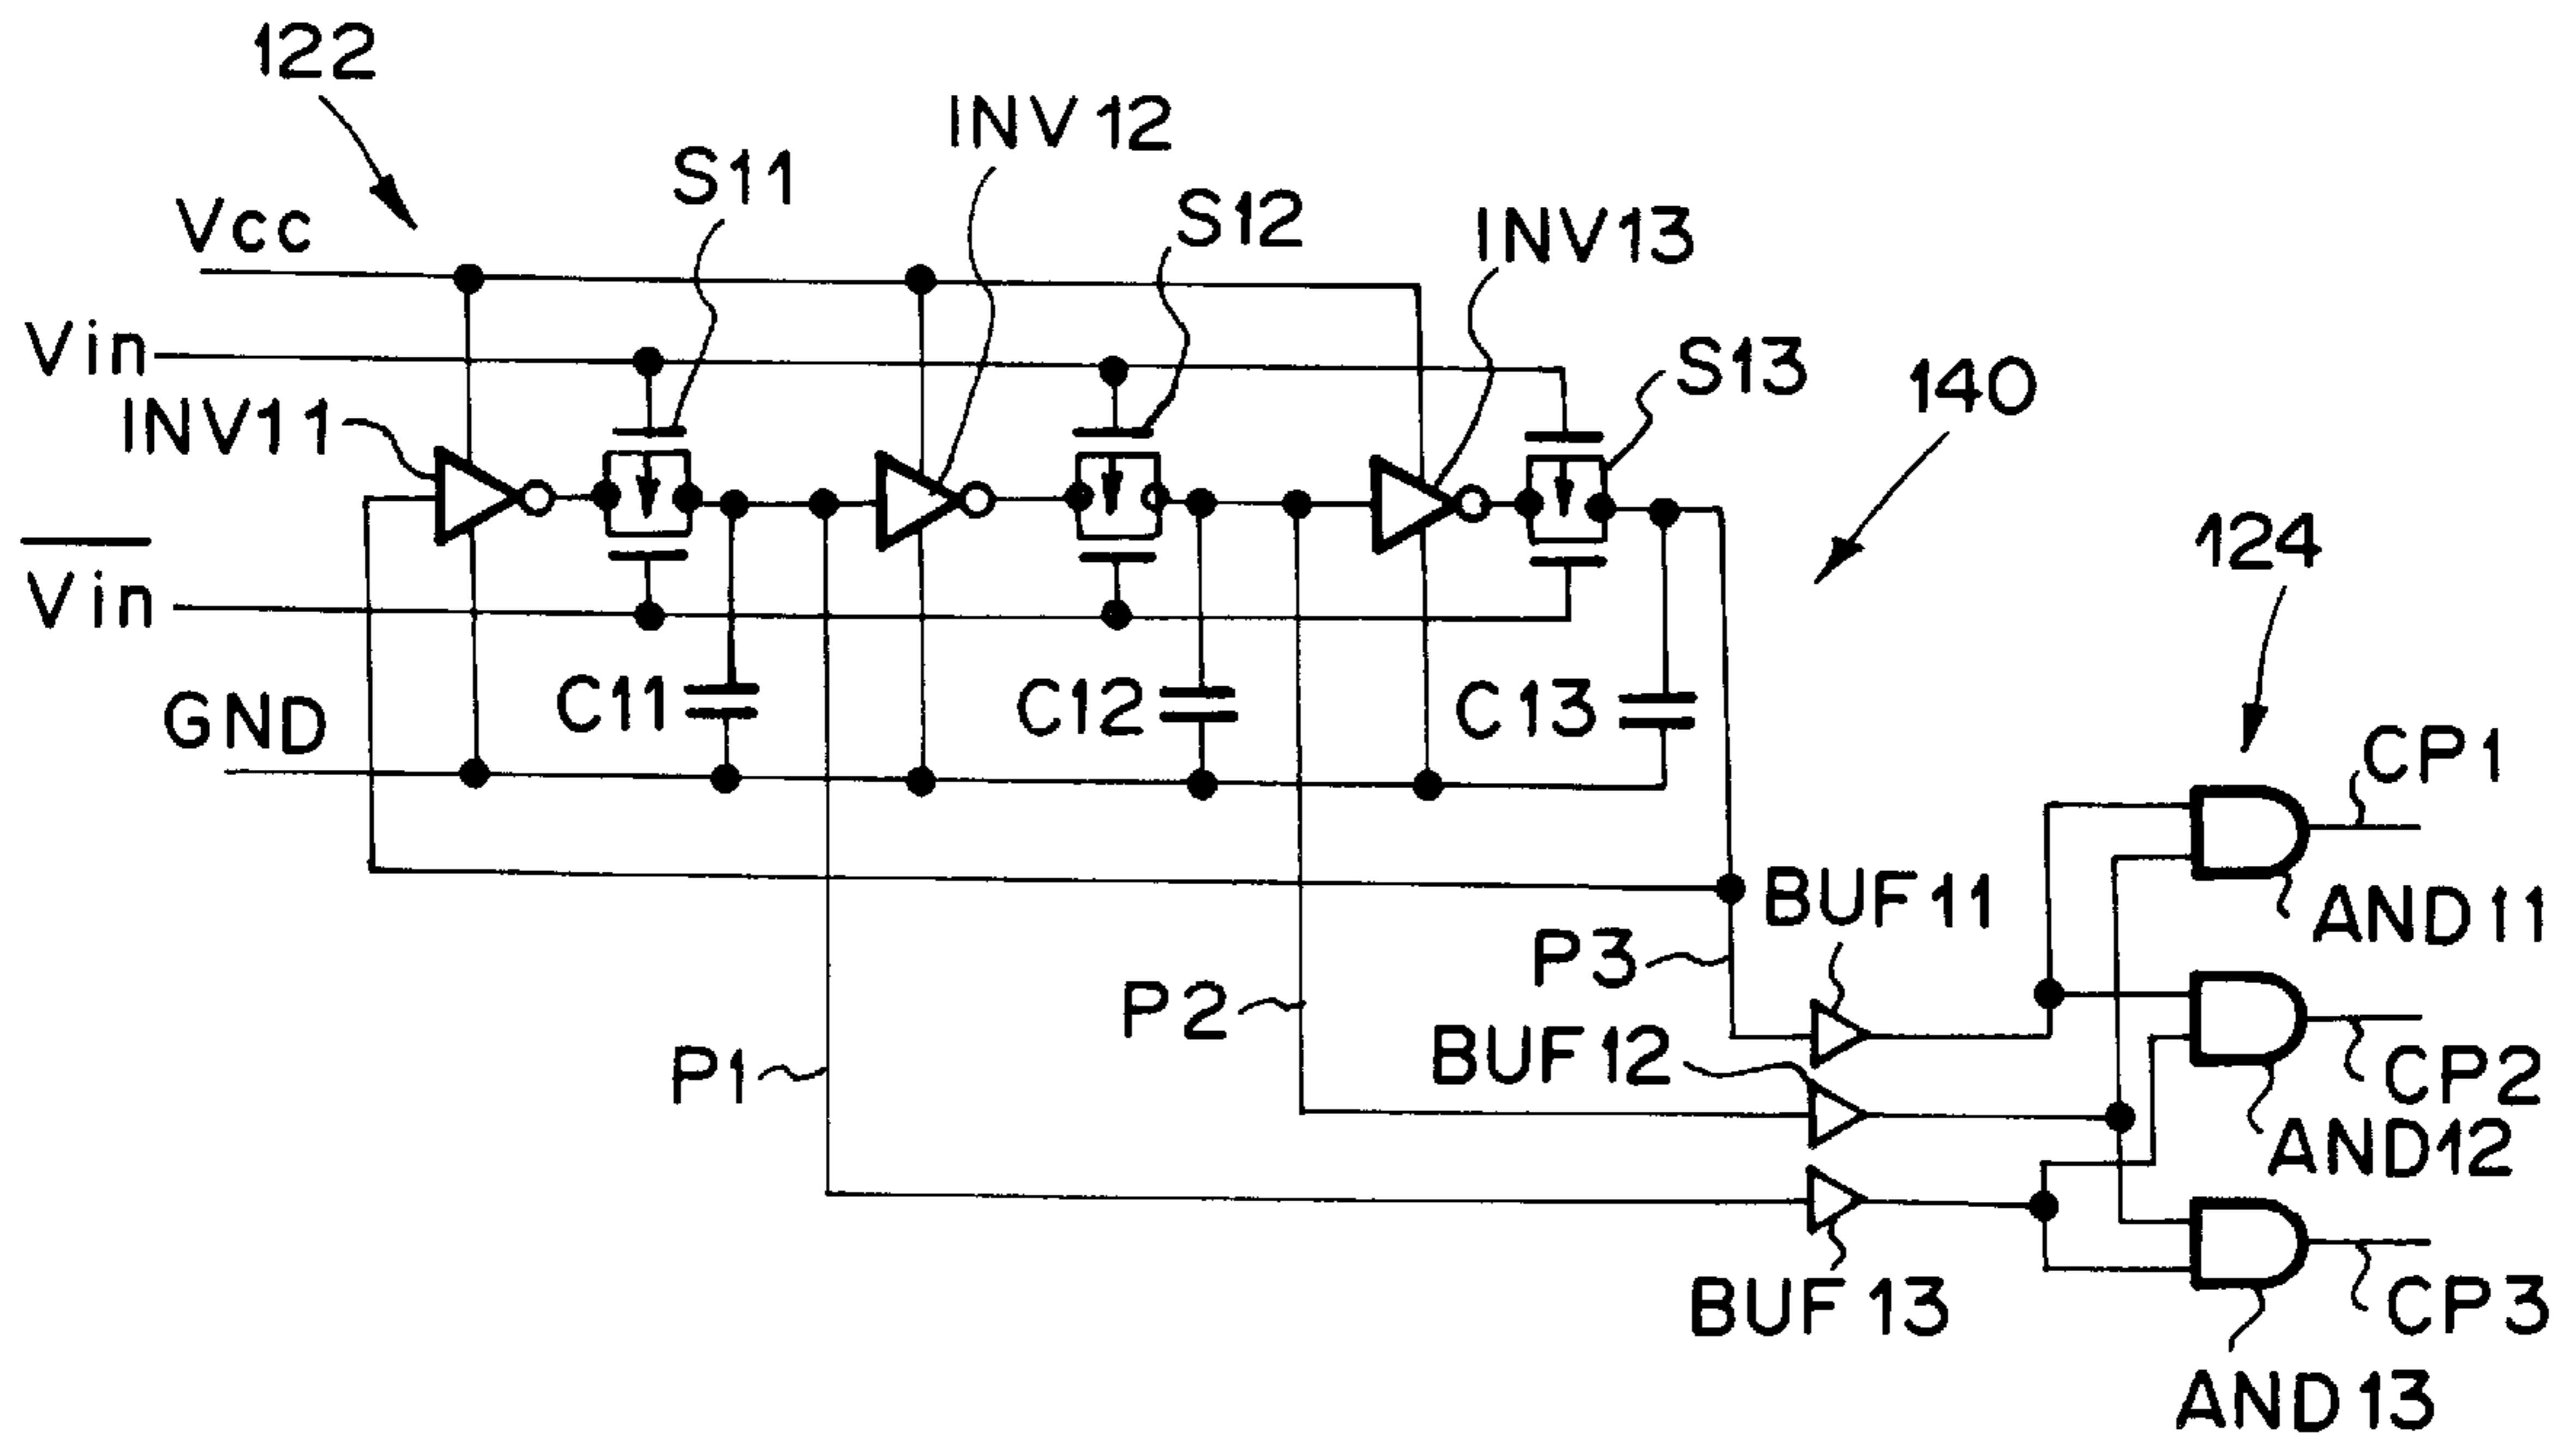 122
INV12
S11
S12
INV13
Vcc
Vin
S13
140
INV11
Vin
124
C11
C12
C13
GND
CP1
BUF11
AND11
P3
P2
BUF12
P1
CP2
AND12
BUF13
CP3
AND13